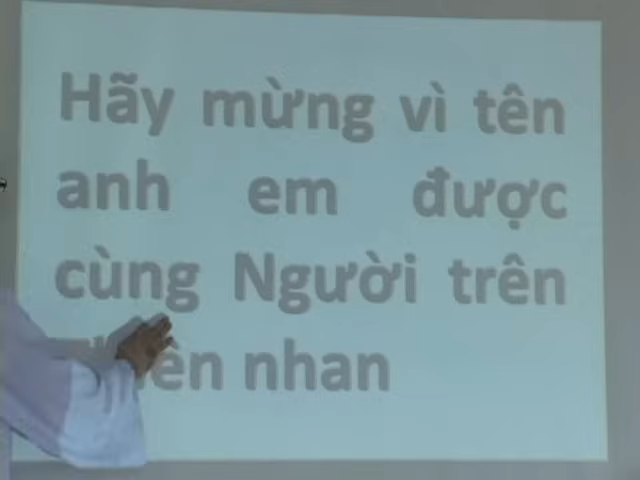 Hãy mừng vì tên
anh em được
cùng Người trên
nhan